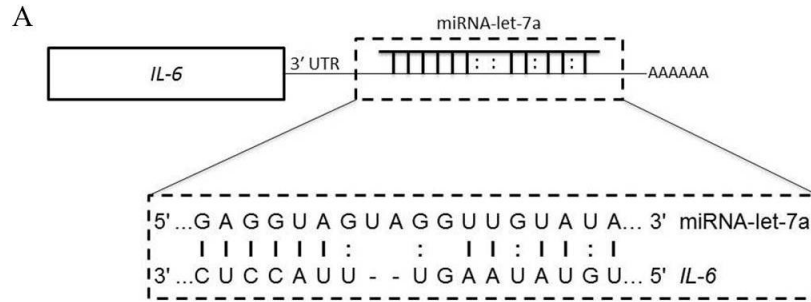 A
miRNA-let-7a
IL-6
3' UTR
AAAAAA
5' ...G A G G U A G U A G G U U G U A U A... 3' miRNA-let-7a
3' ...C U C C A U U - - U G A A U A U G U... 5' IL-6